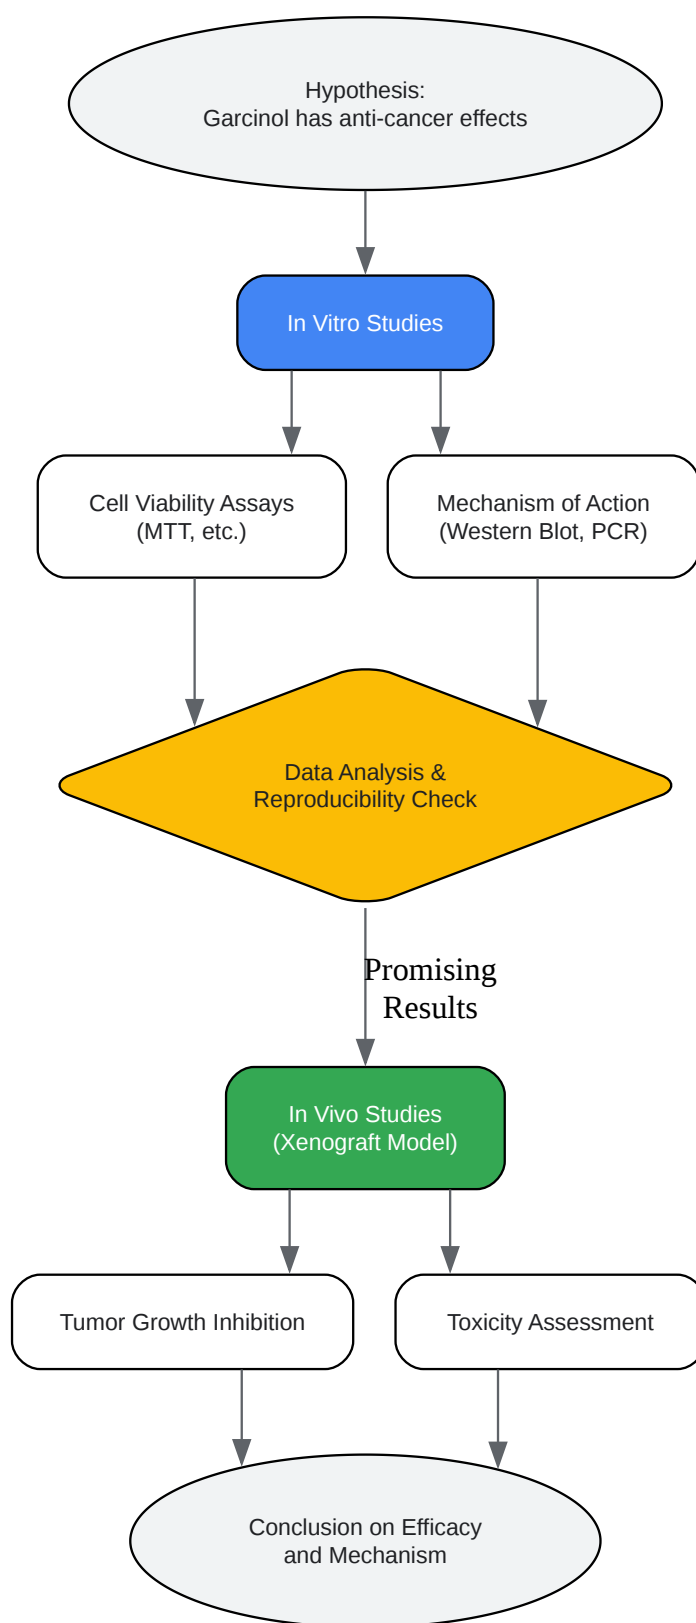 Hypothesis:
Garcinol has anti-cancer effects
In Vitro Studies
Cell Viability Assays
(MTT, etc.)
Mechanism of Action
(Western Blot, PCR)
Data Analysis &
Reproducibility Check
Promising
Results
In Vivo Studies
(Xenograft Model)
Tumor Growth Inhibition
Toxicity Assessment
Conclusion on Efficacy
and Mechanism